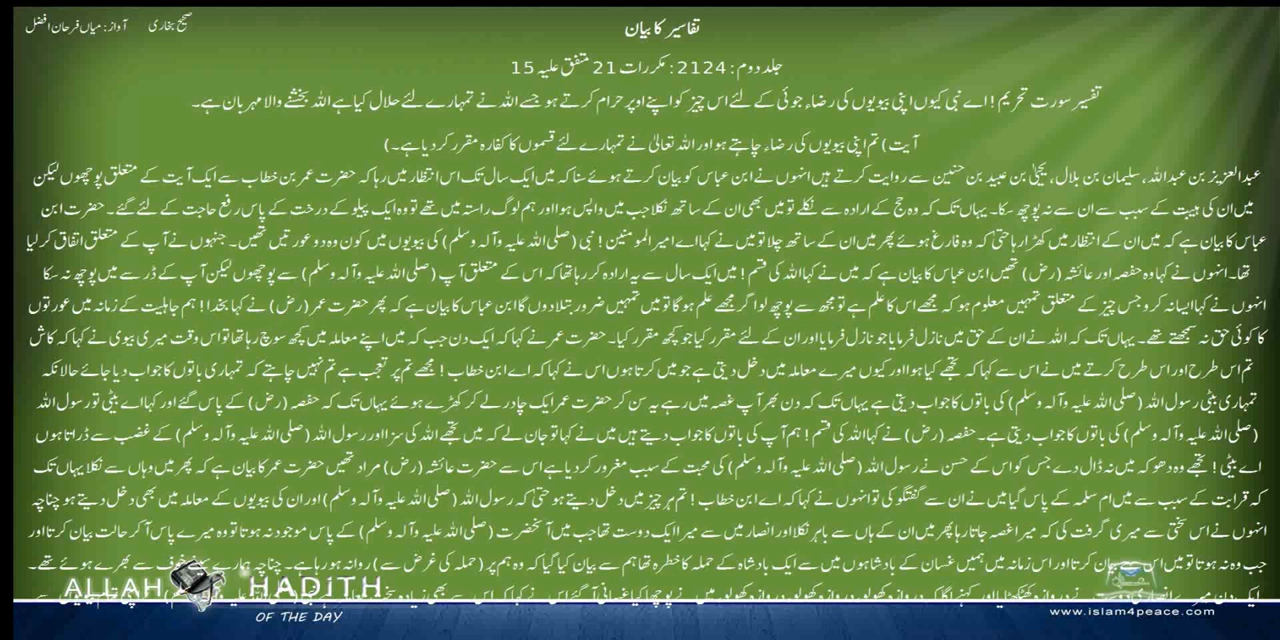 صحیح بخاری
آواز: میاں فرحان افضل
تفاسیر کا بیان
جلد دوم : 2124 : مکررات 21 متفق علیہ 15
تفسیر سورت تحریم ! اے نبی کیوں اپنی بیویوں کی رضاء جوئی کے لئے اس چیز کو اپنے اوپر حرام کرتے ہو جسے اللہ نے تمہارے لئے حلال کیا ہے اللہ بخشنے والا مہربان ہے۔
آیت) تم اپنی بیویوں کی رضاء چاہتے ہو اور اللہ تعالیٰ نے تمہارے لئے قسموں کا کفارہ مقرر کر دیا ہے۔)
عبدالعزیز بن عبداللہ، سلیمان بن بلال، یحییٰ بن عبید بن حنین سے روایت کرتے ہیں انہوں نے ابن عباس کو بیان کرتے ہوئے سنا کہ میں ایک سال تک اس انتظار میں رہا کہ حضرت عمر بن خطاب سے ایک آیت کے متعلق پوچھوں لیکن
میں ان کی ہیبت کے سبب سے ان سے نہ پوچھ سکا۔ یہاں تک کہ وہ حج کے ارادہ سے نکلے تو میں بھی ان کے ساتھ نکلا جب میں واپس ہوا اور ہم لوگ راستہ میں تھے تو وہ ایک پیلو کے درخت کے پاس رفع حاجت کے لئے گئے۔ حضرت ابن
عباس کا بیان ہے کہ میں ان کے انتظار میں کھڑا رہا حتی کہ وہ فارغ ہوئے پھر میں ان کے ساتھ چلا تو میں نے کہا اے امیر المومنین ! نبی (صلی اللہ علیہ وآلہ وسلم) کی بیویوں میں کون وہ دو عورتیں تھیں۔ جنہوں نے آپ کے متعلق اتفاق کر لیا
تھا۔ انہوں نے کہا وہ حفصہ اور عائشہ (رض) تھیں ابن عباس کا بیان ہے کہ میں نے کہا اللہ کی قسم ! میں ایک سال سے یہ ارادہ کر رہا تھا کہ اس کے متعلق آپ (صلی اللہ علیہ وآلہ وسلم) سے پوچھوں لیکن آپ کے ڈر سے میں پوچھ نہ سکا
انہوں نے کہا ایسا نہ کرو جس چیز کے متعلق تمہیں معلوم ہو کہ مجھے اس کا علم ہے تو مجھ سے پوچھ لو اگر مجھے علم ہوگا تو میں تمہیں ضرور بتلا دوں گا ابن عباس کا بیان ہے کہ پھر حضرت عمر (رض) نے کہا بخدا ! ہم جاہلیت کے زمانہ میں عورتوں
کا کوئی حق نہ سمجھتے تھے۔ یہاں تک کہ اللہ نے ان کے حق میں نازل فرمایا جو نازل فرمایا اور ان کے لئے مقرر کیا جو کچھ مقرر کیا۔ حضرت عمر نے کہا کہ ایک دن جب کہ میں اپنے معاملہ میں کچھ سوچ رہا تھا تو اس وقت میری بیوی نے کہا کہ کاش
تم اس طرح اور اس طرح کرتے میں نے اس سے کہا کہ تجھے کیا ہوا اور کیوں میرے معاملہ میں دخل دیتی ہے جو میں کرتا ہوں اس نے کہا کہ اے ابن خطاب ! مجھے تم پر تعجب ہے تم نہیں چاہتے کہ تمہاری باتوں کا جواب دیا جائے حالانکہ
تمہاری بیٹی رسول اللہ (صلی اللہ علیہ وآلہ وسلم) کی باتوں کا جواب دیتی ہے یہاں تک کہ دن بھر آپ غصہ میں رہے یہ سن کر حضرت عمر ایک چادر لے کر کھڑے ہوئے یہاں تک کہ حفصہ (رض) کے پاس گئے اور کہا اے بیٹی تو رسول اللہ
(صلی اللہ علیہ وآلہ وسلم) کی باتوں کا جواب دیتی ہے۔ حفصہ (رض) نے کہا اللہ کی قسم ! ہم آپ کی باتوں کا جواب دیتے ہیں میں نے کہا تو جان لے کہ میں تجھے اللہ کی سزا اور رسول اللہ (صلی اللہ علیہ وآلہ وسلم) کے غضب سے ڈراتا ہوں
اے بیٹی ! تجھے وہ دھوکہ میں نہ ڈال دے جس کو اس کے حسن نے رسول اللہ (صلی اللہ علیہ وآلہ وسلم) کی محبت کے سبب مغرور کر دیا ہے اس سے حضرت عائشہ (رض) مراد تھیں حضرت عمر کا بیان ہے کہ پھر میں وہاں سے نکلا یہاں تک
کہ قرابت کے سبب سے میں ام سلمہ کے پاس گیا میں نے ان سے گفتگو کی تو انہوں نے کہا کہ اے ابن خطاب ! تم ہر چیز میں دخل دیتے ہو حتی کہ رسول اللہ (صلی اللہ علیہ وآلہ وسلم) اور ان کی بیویوں کے معاملہ میں بھی دخل دیتے ہو چناچہ
انہوں نے اس سختی سے میری گرفت کی کہ میرا غصہ جاتا رہا پھر میں ان کے ہاں سے باہر نکلا اور انصار میں سے میرا ایک دوست تھا جب میں آنحضرت (صلی اللہ علیہ وآلہ وسلم) کے پاس موجود نہ ہوتا تو وہ میرے پاس آکر حالت بیان کرتا اور
جب وہ نہ ہوتا تو میں اس سے بیان کرتا اور اس زمانہ میں ہمیں غسان کے بادشاہوں میں سے ایک بادشاہ کے حملہ کا خطرہ تھا ہم سے بیان کیا گیا کہ وہ ہم پر (حملہ کی غرض سے) روانہ ہو رہا ہے۔ چناچہ ہمارے سینے خوف سے بھرے ہوئے تھے۔
ALLAH HADITH
OF THE DAY
www.islam4peace.com